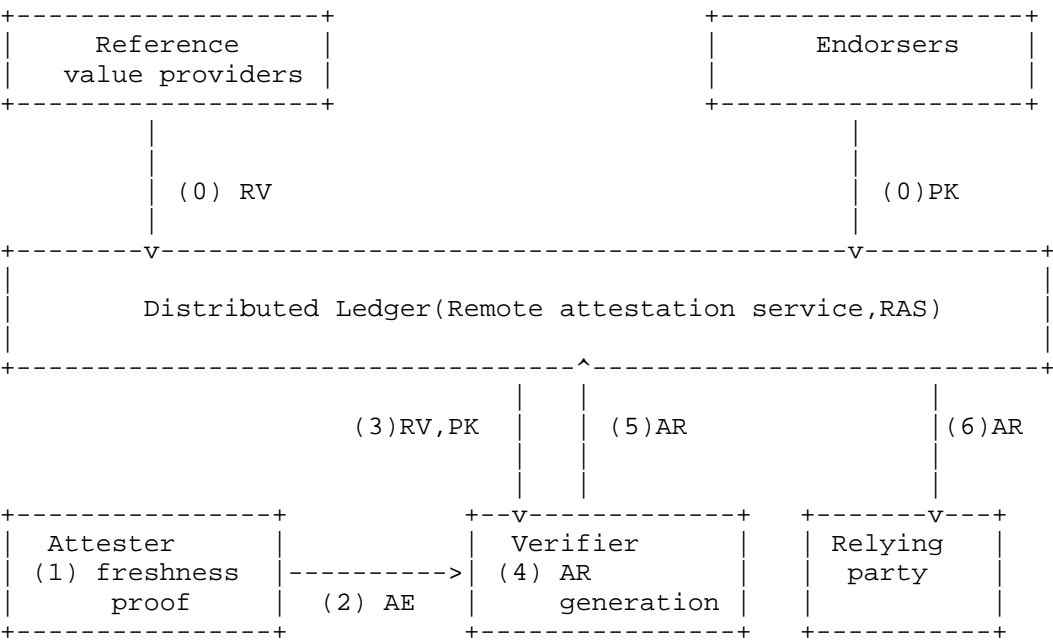 Reference
value providers
Endorsers
(0) RV
(0)PK
Distributed Ledger(Remote attestation service,RAS)
(3)RV,PK
(5)AR
(6)AR
Attester
(1) freshness
proof
(2) AE
Verifier
(4) AR
generation
Relying
party